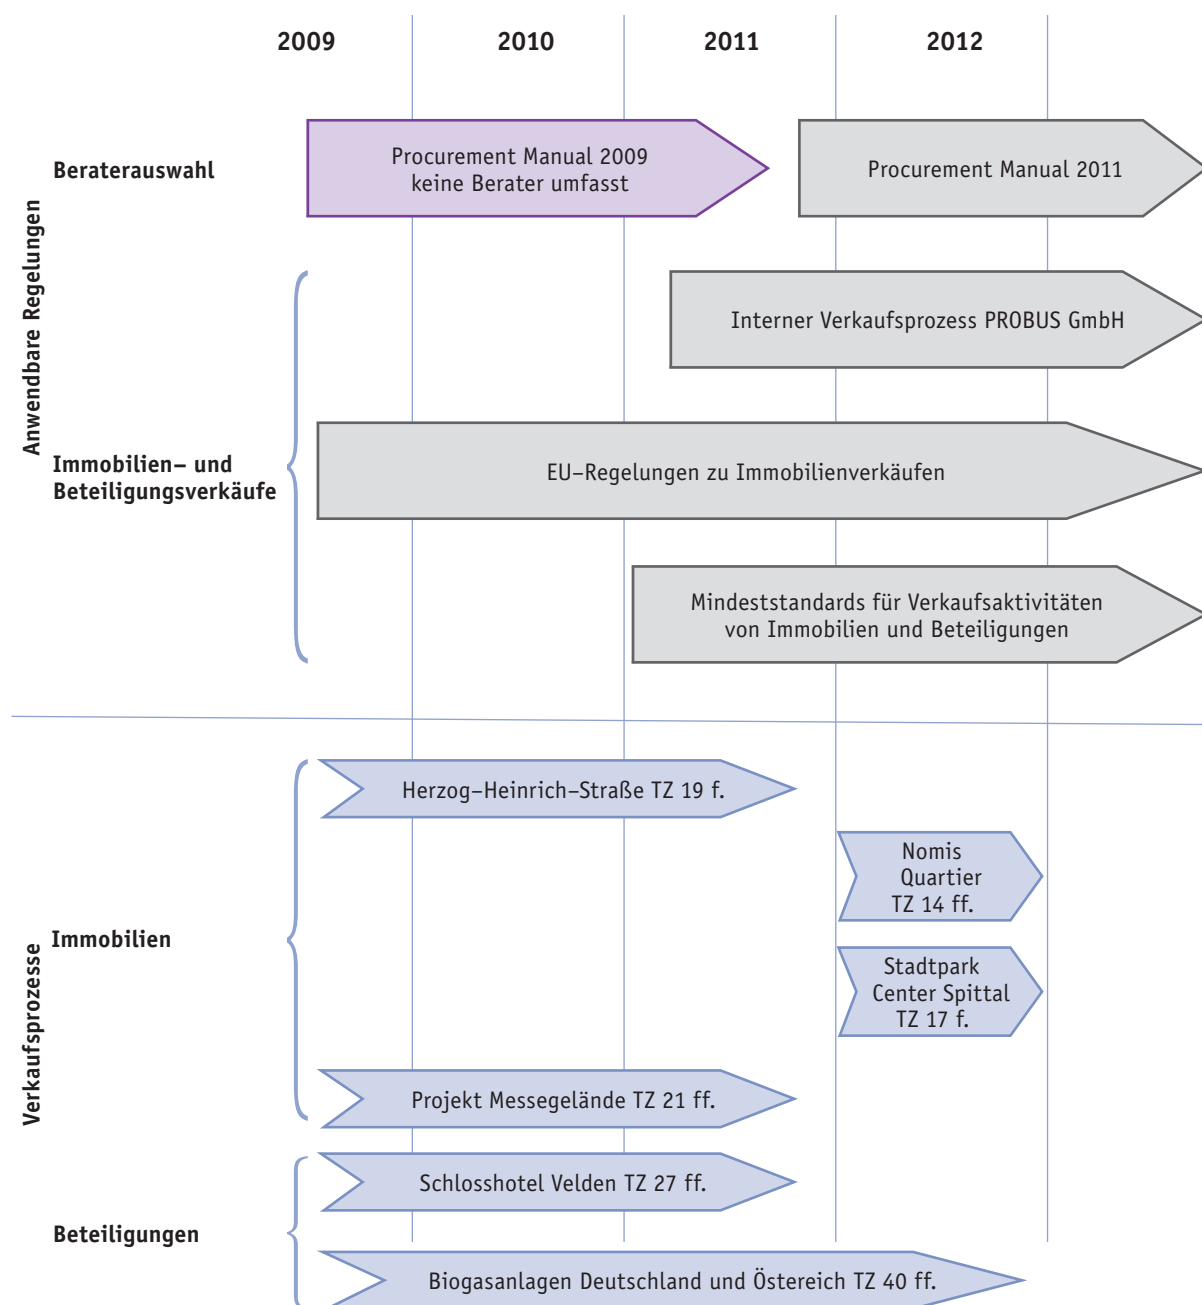 2009 2010 2011 2012
Anwendbare Regelungen
Beraterauswahl
Procurement Manual 2009
keine Berater umfasst
Procurement Manual 2011
Interner Verkaufsprozess PROBUS GmbH
Immobilien– und
Beteiligungsverkäufe
EU–Regelungen zu Immobilienverkäufen
Mindeststandards für Verkaufsaktivitäten
von Immobilien und Beteiligungen
Verkaufsprozesse
Immobilien
Herzog–Heinrich–Straße TZ 19 f.
Nomis
Quartier
TZ 14 ff.
Stadtpark
Center Spittal
TZ 17 f.
Projekt Messegelände TZ 21 ff.
Beteiligungen
Schlosshotel Velden TZ 27 ff.
Biogasanlagen Deutschland und Östereich TZ 40 ff.